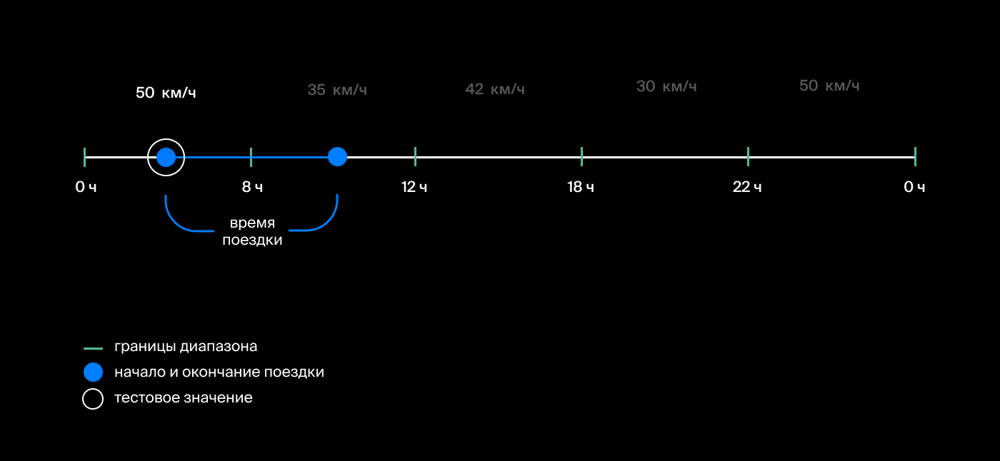 50 км/ч
35 км/ч
42 км/ч
30 км/ч
50 км/ч
0 ч
8 ч
12 ч
18 ч
22 ч
0 ч
время
поездки
границы диапазона
начало и окончание поездки
тестовое значение